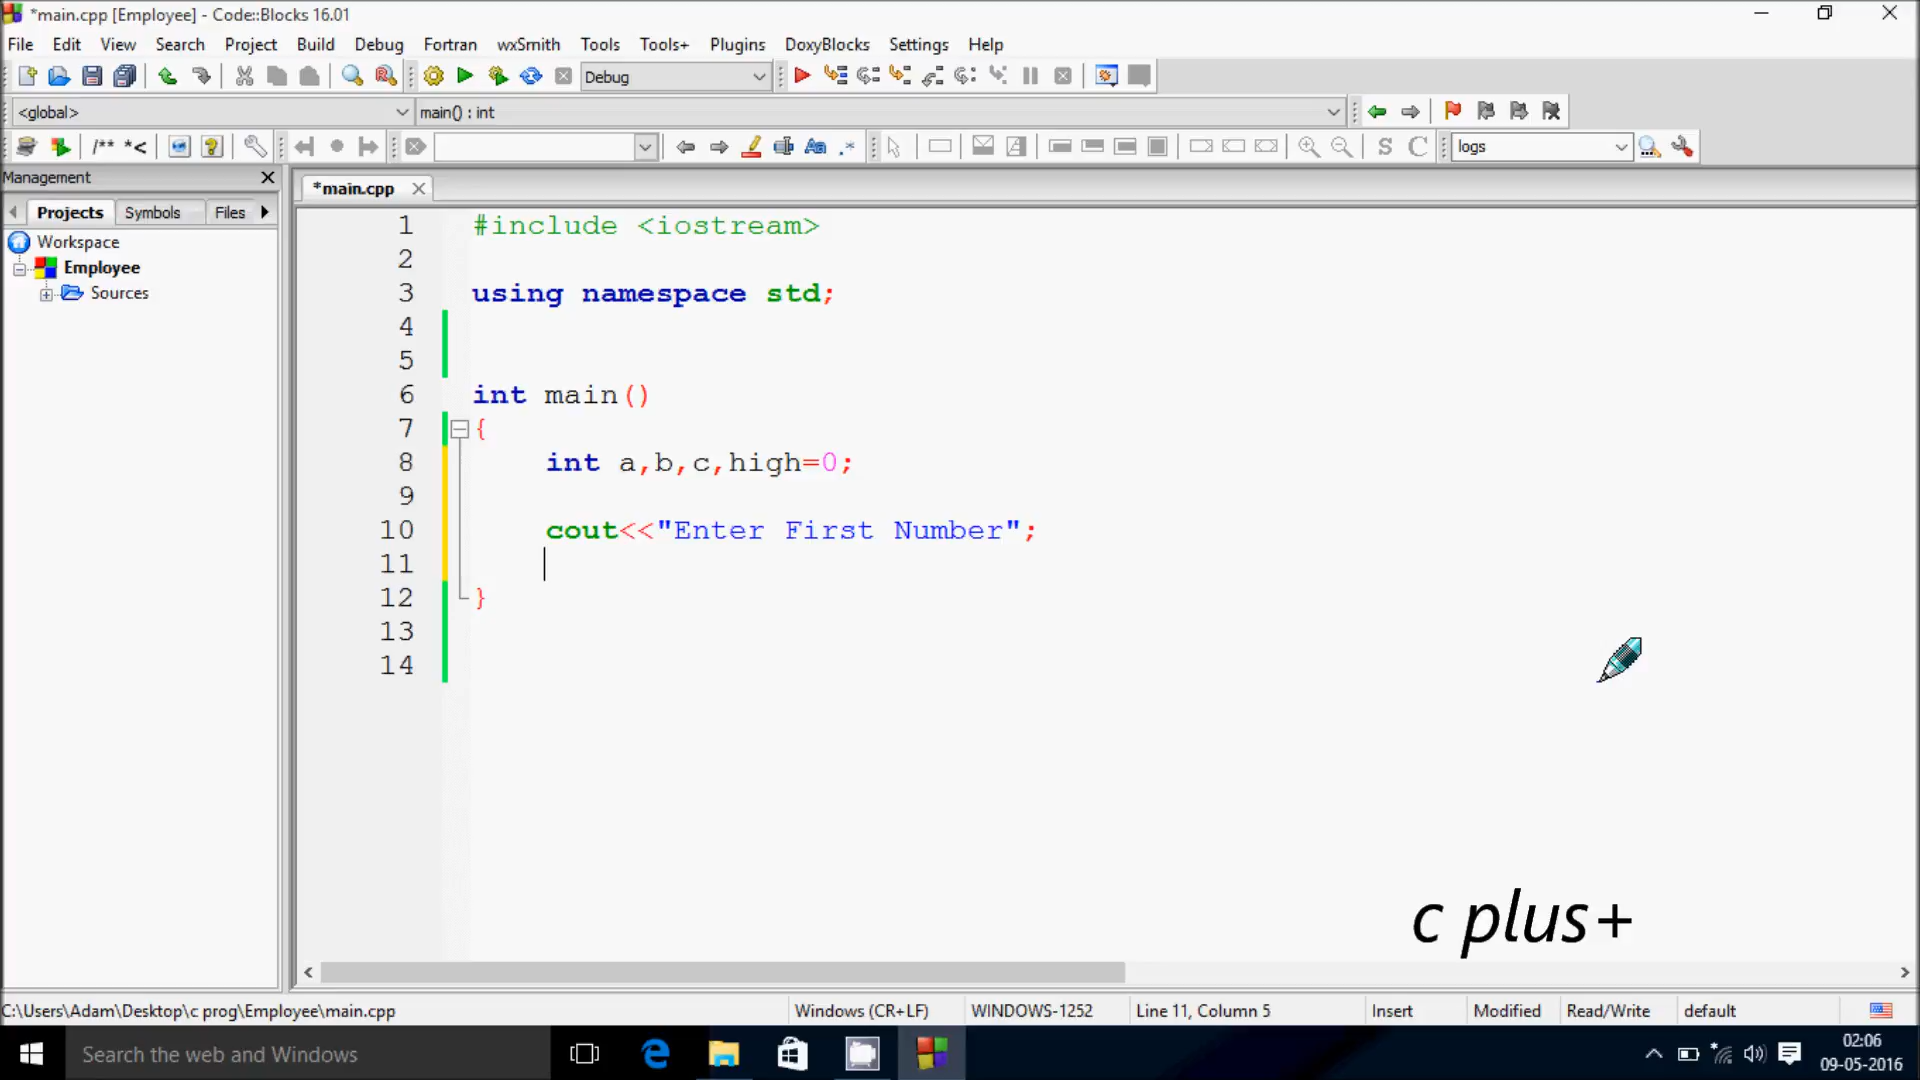 *main.cpp [Employee] - Code::Blocks 16.01
File Edit View Search Project Build Debug Fortran wxSmith Tools Tools+ Plugins DoxyBlocks Settings Help
Debug
<global> main() : int
/** *< logs
Management
Projects Symbols Files
*main.cpp
Workspace
Employee
Sources
1 #include <iostream>
2
3 using namespace std;
4
5
6 int main()
7 {
8 int a,b,c,high=0;
9
10 cout<<"Enter First Number";
11
12 }
13
14
c plus+
C:\Users\Adam\Desktop\c prog\Employee\main.cpp Windows (CR+LF) WINDOWS-1252 Line 11, Column 5 Insert Modified Read/Write default
Search the web and Windows
02:06
09-05-2016